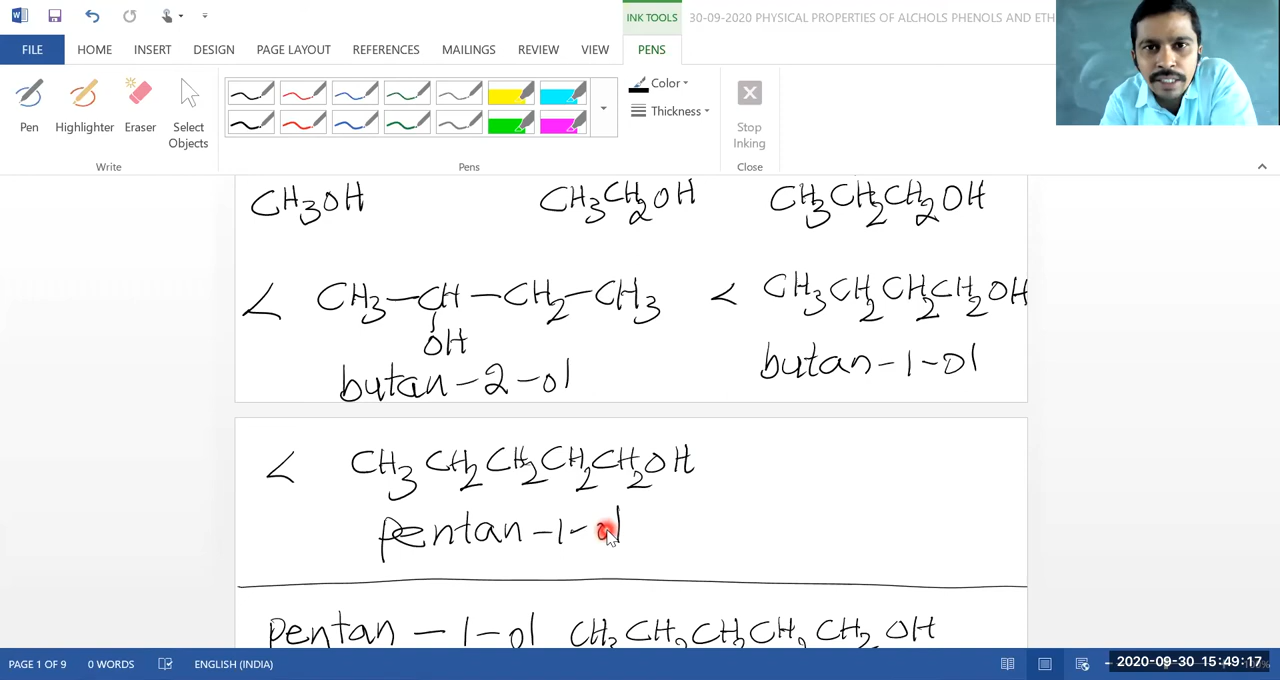 INK TOOLS
30-09-2020 PHYSICAL PROPERTIES OF ALCHOLS PHENOLS AND ETH
FILE HOME INSERT DESIGN PAGE LAYOUT REFERENCES MAILINGS REVIEW VIEW PENS
Pen Highlighter Eraser Select Objects
Color
Thickness
Stop Inking
Write Pens Close
CH3OH CH3CH2OH CH3CH2CH2OH
< CH3—CH—CH2—CH3 < CH3CH2CH2CH2OH
OH
butan-2-ol butan-1-ol
< CH3CH2CH2CH2CH2OH
pentan-1-ol
pentan-1-ol CH3CH2CH2CH2CH2OH
PAGE 1 OF 9 0 WORDS ENGLISH (INDIA) 2020-09-30 15:49:17